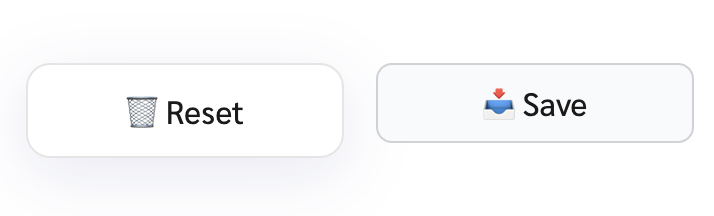 🗑️ Reset
📥 Save